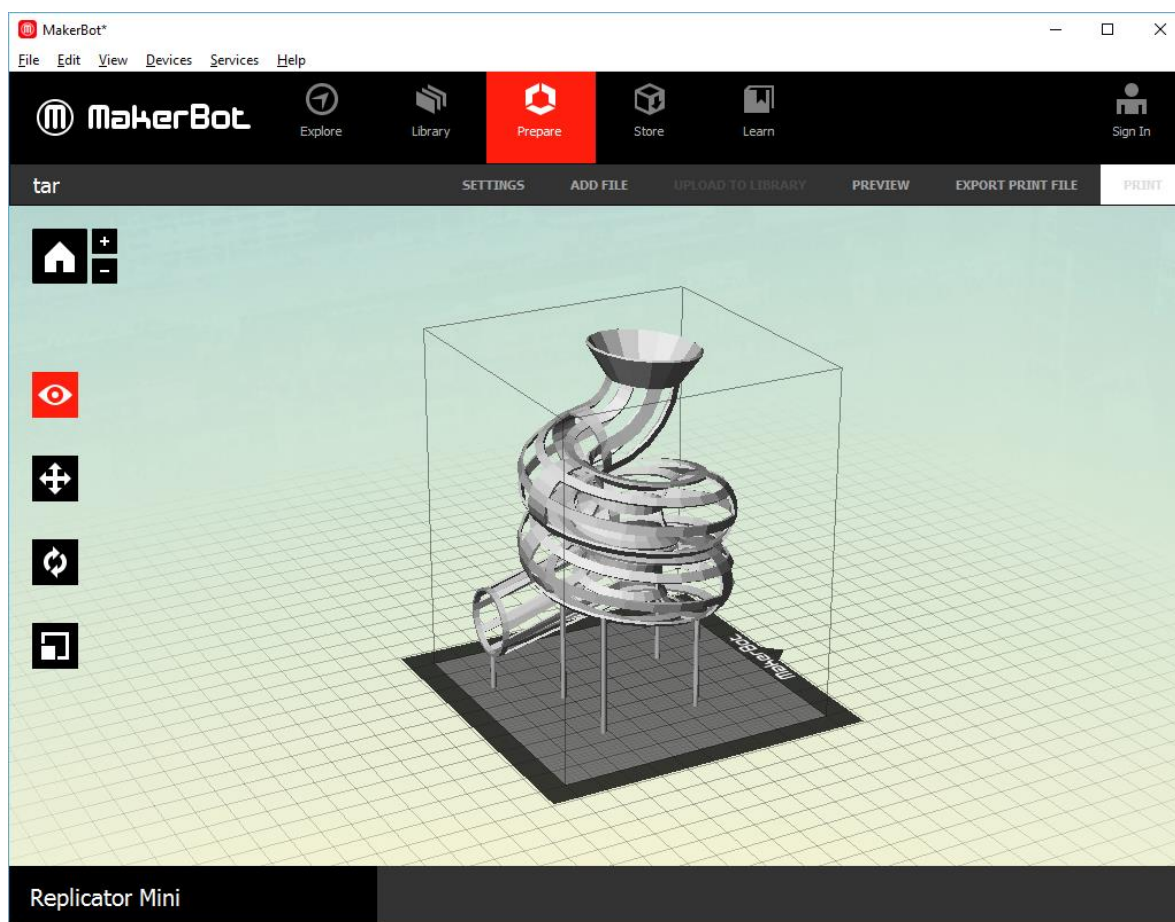 MakerBot*
File Edit View Devices Services Help
MakerBot
Explore Library Prepare Store Learn Sign In
tar SETTINGS ADD FILE UPLOAD TO LIBRARY PREVIEW EXPORT PRINT FILE PRINT
MakerBot
Replicator Mini